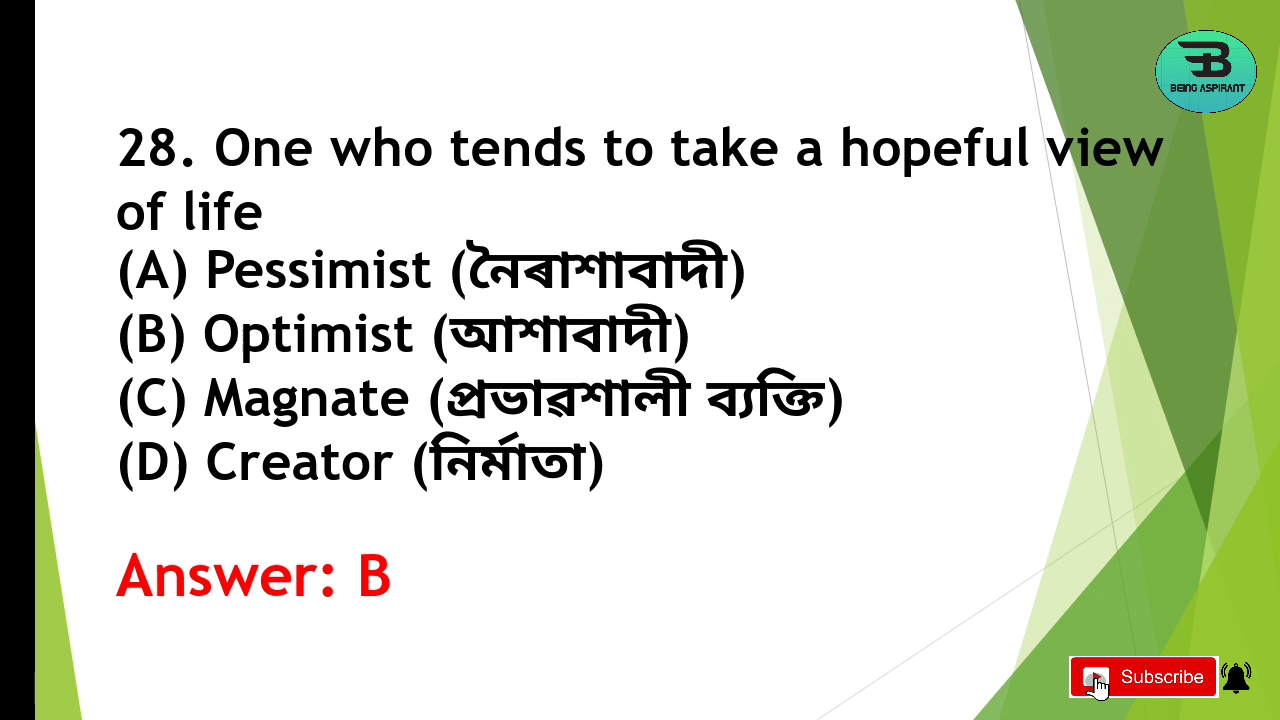 BEING ASPIRANT
28. One who tends to take a hopeful view
of life
(A) Pessimist (নৈৰাশাবাদী)
(B) Optimist (আশাবাদী)
(C) Magnate (প্ৰভাৱশালী ব্যক্তি)
(D) Creator (নিৰ্মাতা)
Answer: B
Subscribe